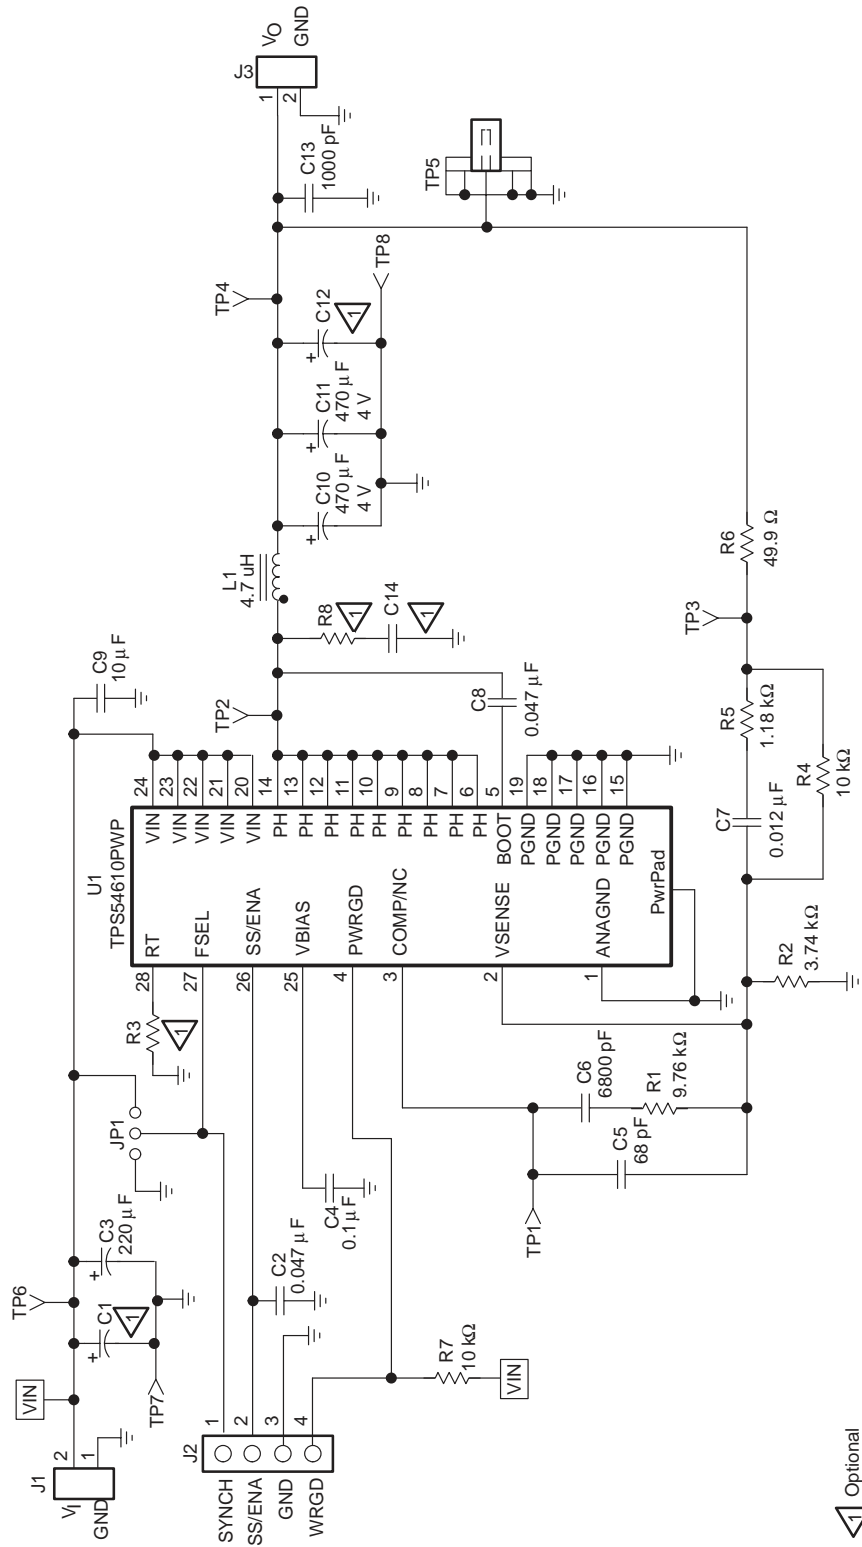 J1
VI
GND
2
1
VIN
TP6
C1
+
1
TP7
C3
220 µF
+
JP1
R3
1
J2
SYNCH
SS/ENA
GND
WRGD
1
2
3
4
C2
0.047 µF
C4
0.1 µF
R7
10 kΩ
VIN
TP1
C5
68 pF
C6
6800 pF
R1
9.76 kΩ
R2
3.74 kΩ
U1
TPS54610PWP
28
RT
27
FSEL
26
SS/ENA
25
VBIAS
4
PWRGD
3
COMP/NC
2
VSENSE
1
ANAGND
PwrPad
VIN
24
VIN
23
VIN
22
VIN
21
VIN
20
PH
14
PH
13
PH
12
PH
11
PH
10
PH
9
PH
8
PH
7
PH
6
BOOT
5
PGND
19
PGND
18
PGND
17
PGND
16
PGND
15
C9
10 µF
TP2
C8
0.047 µF
R8
1
C14
1
L1
4.7 uH
C10
470 µF
4 V
+
C11
470 µF
4 V
+
C12
+
1
TP4
TP8
C13
1000 pF
J3
1
2
VO
GND
TP5
C7
0.012 µF
R5
1.18 kΩ
R4
10 kΩ
TP3
R6
49.9 Ω
1 Optional